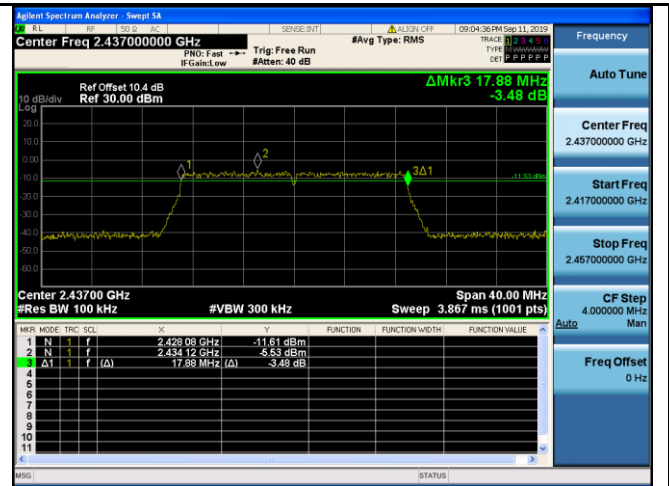 Agilent Spectrum Analyzer - Swept SA
RL RF 50 Ω AC SENSE:INT ALIGN OFF 09:04:36 PM Sep 11, 2019
Center Freq 2.437000000 GHz #Avg Type: RMS TRACE 1 2 3 4 5 6
PNO: Fast Trig: Free Run TYPE M WWWWW
IFGain:Low #Atten: 40 dB DET P P P P P P
Frequency
Auto Tune
ΔMkr3 17.88 MHz
-3.48 dB
Ref Offset 10.4 dB
10 dB/div Ref 30.00 dBm
Log
20.0
10.0
0.00
-10.0
-20.0
-30.0
-40.0
-50.0
-60.0
1
2
3Δ1
-11.53 dBm
Center 2.43700 GHz Span 40.00 MHz
#Res BW 100 kHz #VBW 300 kHz Sweep 3.867 ms (1001 pts)
MKR MODE TRC SCL X Y FUNCTION FUNCTION WIDTH FUNCTION VALUE
1 N 1 f 2.428 08 GHz -11.61 dBm
2 N 1 f 2.434 12 GHz -5.53 dBm
3 Δ1 1 f (Δ) 17.88 MHz (Δ) -3.48 dB
4
5
6
7
8
9
10
11
Center Freq
2.437000000 GHz
Start Freq
2.417000000 GHz
Stop Freq
2.457000000 GHz
CF Step
4.000000 MHz
Auto Man
Freq Offset
0 Hz
MSG STATUS